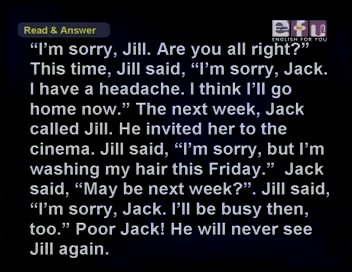 Read & Answer
efu
ENGLISH FOR YOU
“I’m sorry, Jill. Are you all right?”
This time, Jill said, “I’m sorry, Jack.
I have a headache. I think I’ll go
home now.” The next week, Jack
called Jill. He invited her to the
cinema. Jill said, “I’m sorry, but I’m
washing my hair this Friday.”  Jack
said, “May be next week?”. Jill said,
“I’m sorry, Jack. I’ll be busy then,
too.” Poor Jack! He will never see
Jill again.